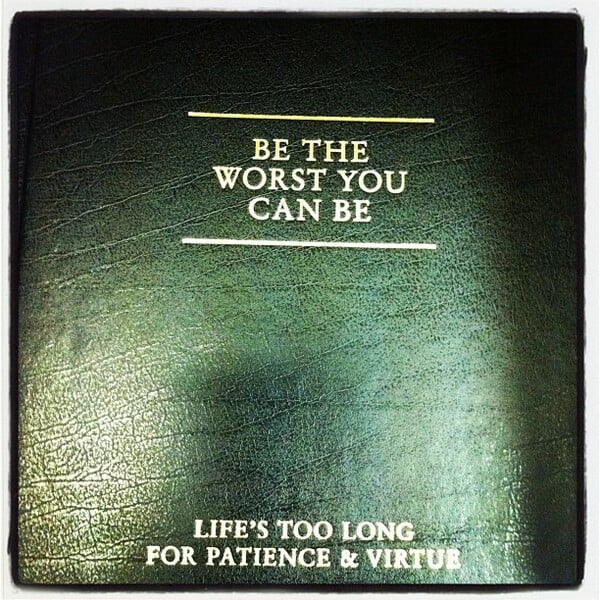 BE THE
WORST YOU
CAN BE
LIFE'S TOO LONG
FOR PATIENCE & VIRTUE